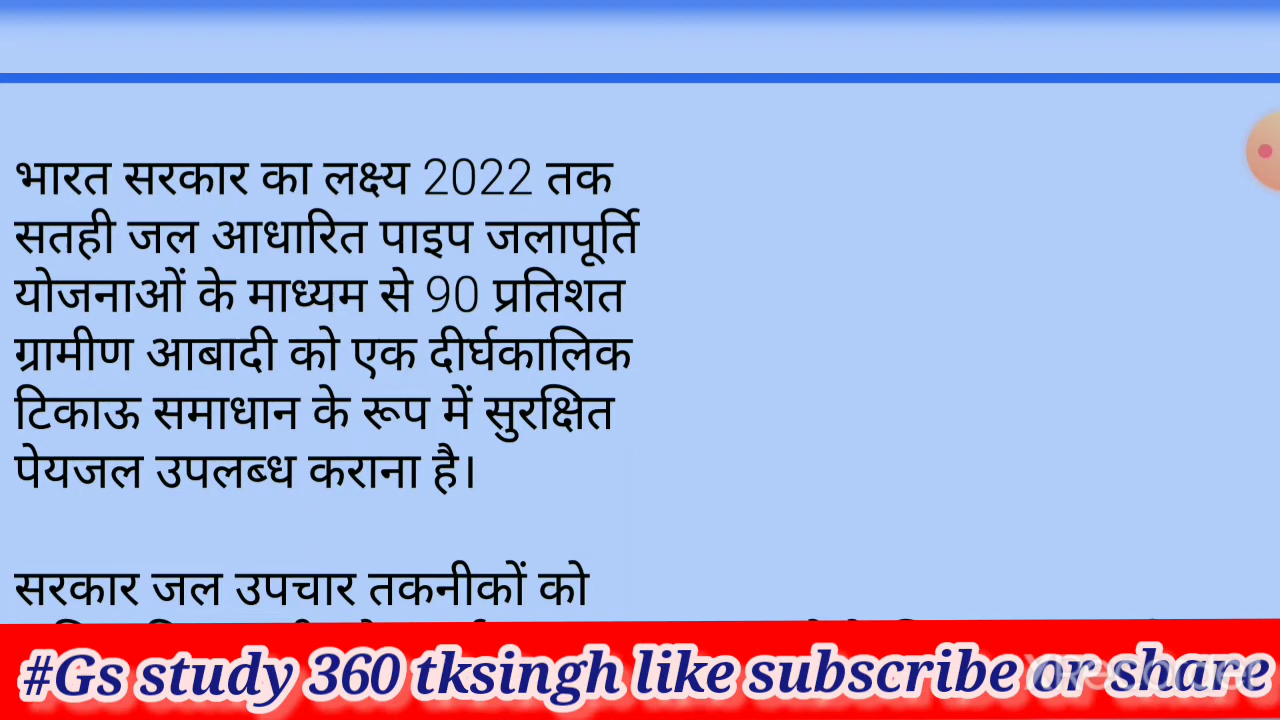 भारत सरकार का लक्ष्य 2022 तक
सतही जल आधारित पाइप जलापूर्ति
योजनाओं के माध्यम से 90 प्रतिशत
ग्रामीण आबादी को एक दीर्घकालिक
टिकाऊ समाधान के रूप में सुरक्षित
पेयजल उपलब्ध कराना है।
सरकार जल उपचार तकनीकों को
#Gs study 360 tksingh like subscribe or share